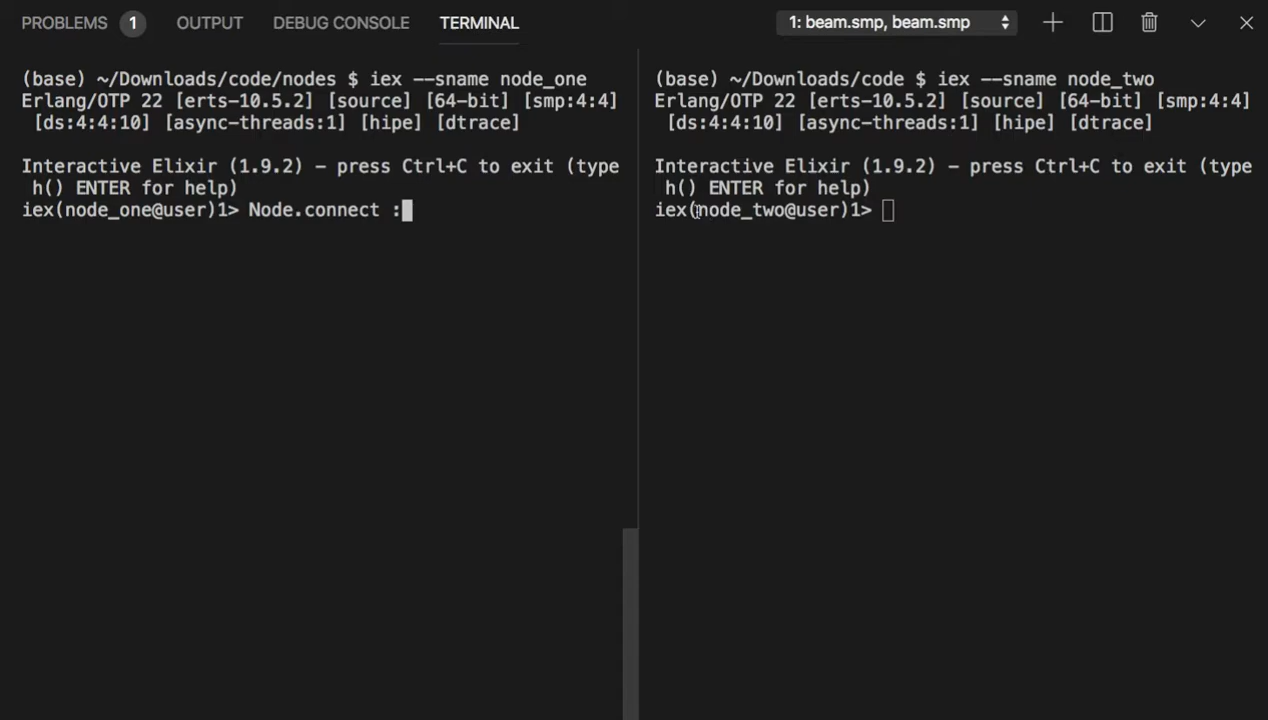 PROBLEMS 1 OUTPUT DEBUG CONSOLE TERMINAL 1: beam.smp, beam.smp
(base) ~/Downloads/code/nodes $ iex --sname node_one
Erlang/OTP 22 [erts-10.5.2] [source] [64-bit] [smp:4:4]
[ds:4:4:10] [async-threads:1] [hipe] [dtrace]
Interactive Elixir (1.9.2) - press Ctrl+C to exit (type
h() ENTER for help)
iex(node_one@user)1> Node.connect :
(base) ~/Downloads/code $ iex --sname node_two
Erlang/OTP 22 [erts-10.5.2] [source] [64-bit] [smp:4:4]
[ds:4:4:10] [async-threads:1] [hipe] [dtrace]
Interactive Elixir (1.9.2) - press Ctrl+C to exit (type
h() ENTER for help)
iex(node_two@user)1>